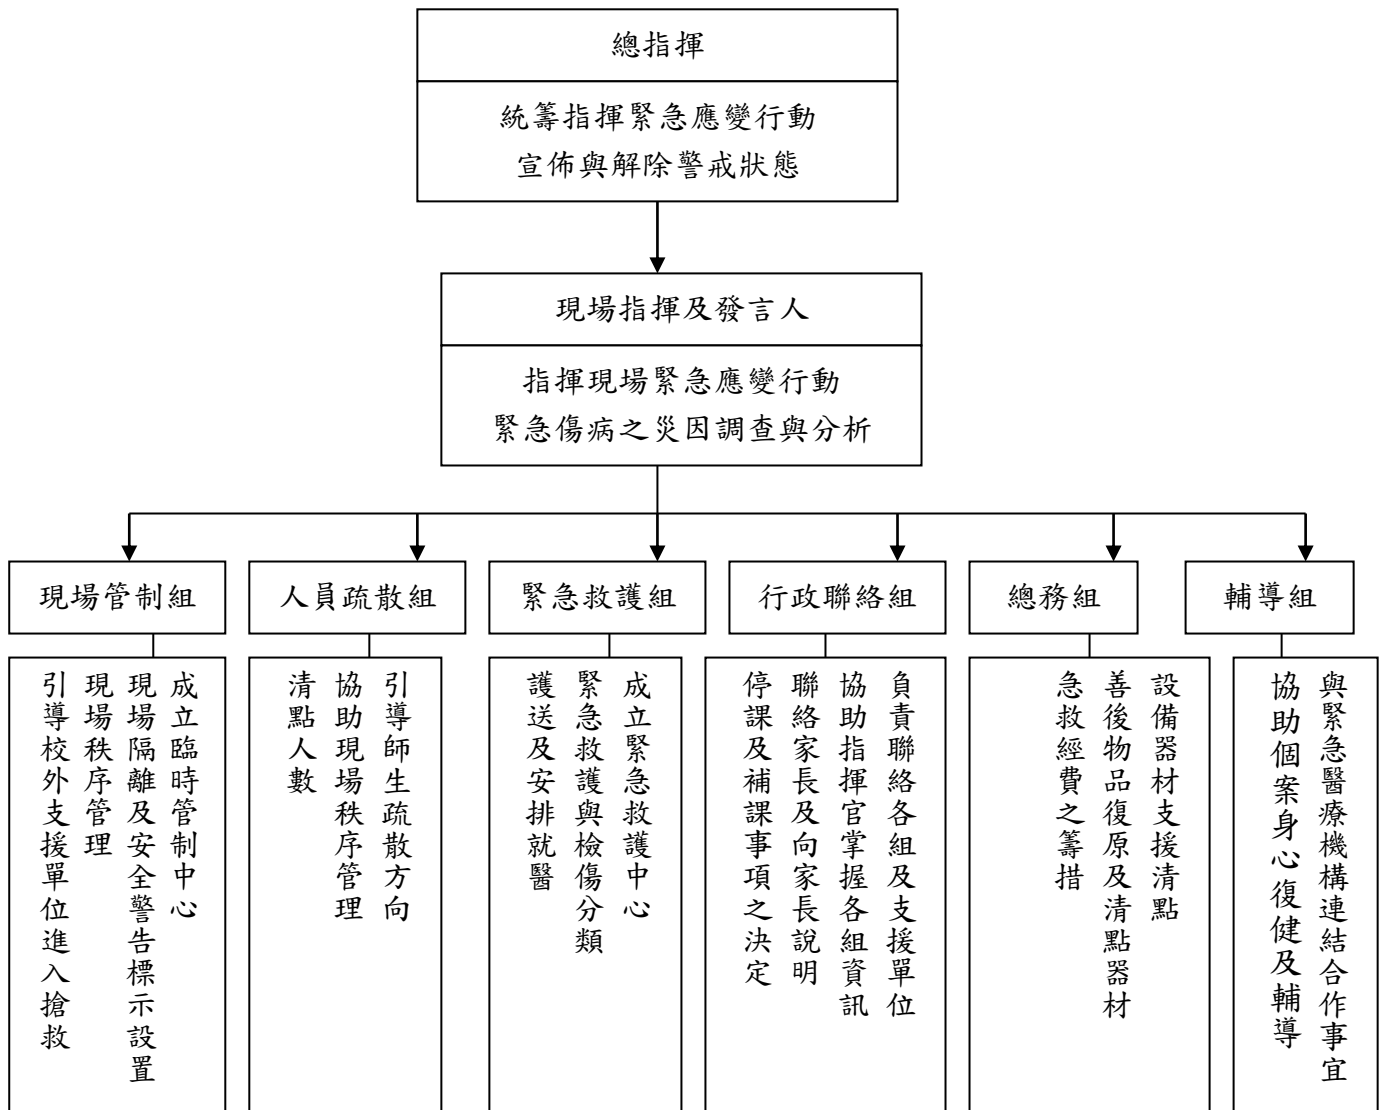 總指揮
統籌指揮緊急應變行動
宣佈與解除警戒狀態
現場指揮及發言人
指揮現場緊急應變行動
緊急傷病之災因調查與分析
現場管制組
成立臨時管制中心
現場隔離及安全警告標示設置
現場秩序管理
引導校外支援單位進入搶救
人員疏散組
引導師生疏散方向
協助現場秩序管理
清點人數
緊急救護組
成立緊急救護中心
緊急救護與檢傷分類
護送及安排就醫
行政聯絡組
負責聯絡各組及支援單位
協助指揮官掌握各組資訊
聯絡家長及向家長說明
停課及補課事項之決定
總務組
設備器材支援清點
善後物品復原及清點器材
急救經費之籌措
輔導組
與緊急醫療機構連結合作事宜
協助個案身心復健及輔導